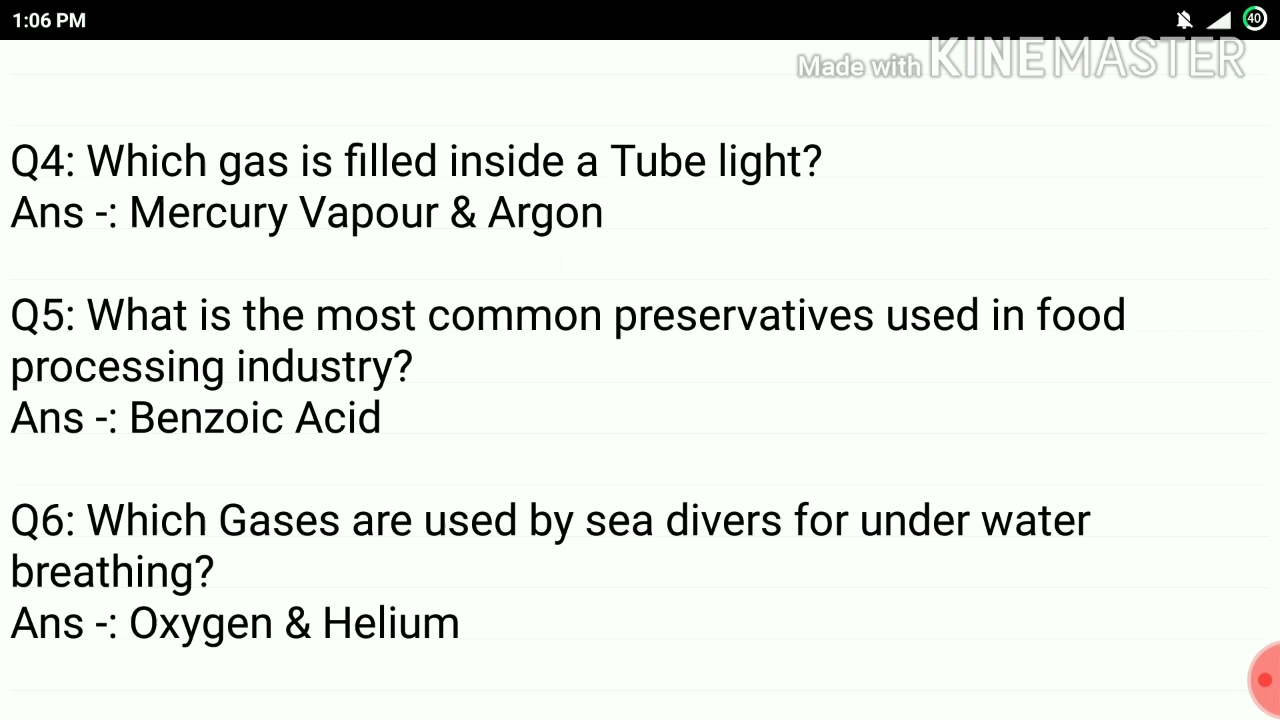 1:06 PM
40
Made with KINEMASTER
Q4: Which gas is filled inside a Tube light?
Ans -: Mercury Vapour & Argon
Q5: What is the most common preservatives used in food
processing industry?
Ans -: Benzoic Acid
Q6: Which Gases are used by sea divers for under water
breathing?
Ans -: Oxygen & Helium